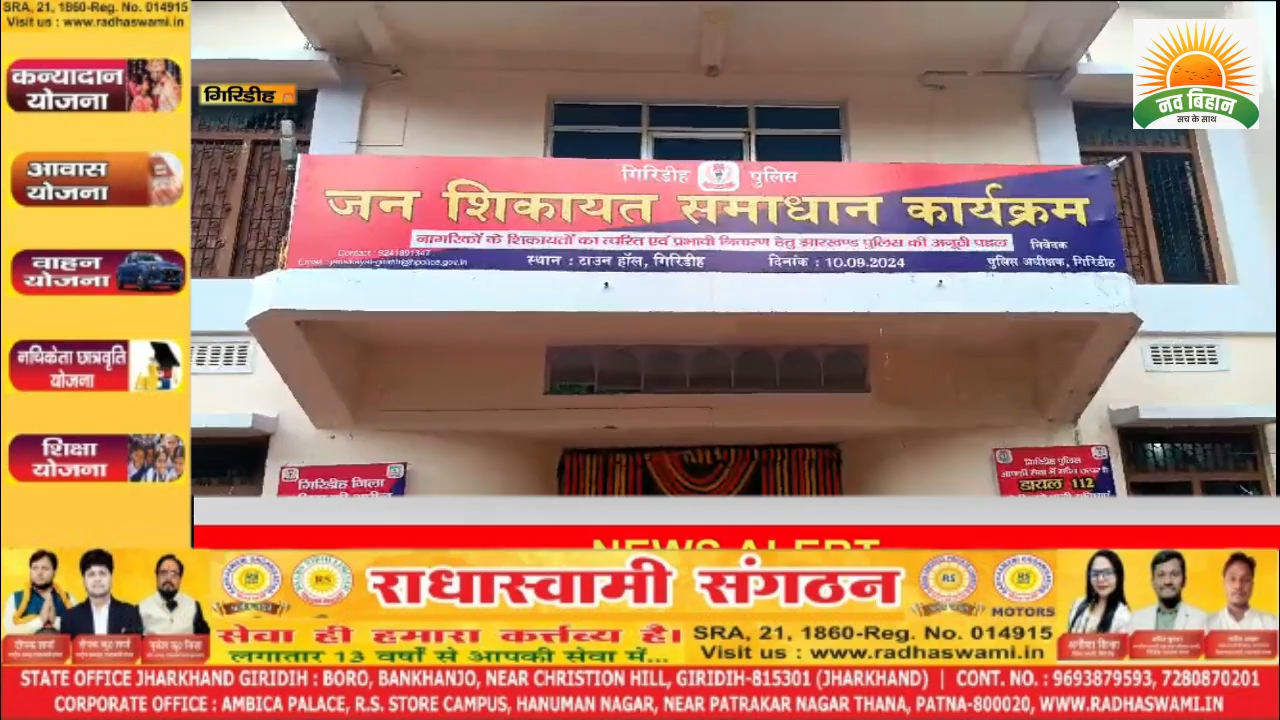 SRA, 21, 1860-Reg. No. 014915
Visit us : www.radhaswami.in
कन्यादान
योजना
आवास
योजना
वाहन
योजना
नचिकेता छात्रवृति
योजना
शिक्षा
योजना
गिरिडीह
नव बिहान
सच के साथ
गिरिडीह पुलिस
जन शिकायत समाधान कार्यक्रम
नागरिकों के शिकायतों का त्वरित एवं प्रभावी निवारण हेतु झारखण्ड पुलिस की अनूठी पहल
Contact : 9241891347
निवेदक
स्थान : टाउन हॉल, गिरिडीह दिनांक : 10.09.2024 पुलिस अधीक्षक, गिरिडीह
गिरिडीह जिला
गिरिडीह पुलिस
डायल 112
NEWS ALERT
राधास्वामी संगठन
MOTORS
सेवा ही हमारा कर्त्तव्य है।
लगातार 13 वर्षों से आपकी सेवा में...
SRA, 21, 1860-Reg. No. 014915
Visit us : www.radhaswami.in
STATE OFFICE JHARKHAND GIRIDIH : BORO, BANKHANJO, NEAR CHRISTION HILL, GIRIDIH-815301 (JHARKHAND) | CONT. NO. : 9693879593, 7280870201
CORPORATE OFFICE : AMBICA PALACE, R.S. STORE CAMPUS, HANUMAN NAGAR, NEAR PATRAKAR NAGAR THANA, PATNA-800020, WWW.RADHASWAMI.IN